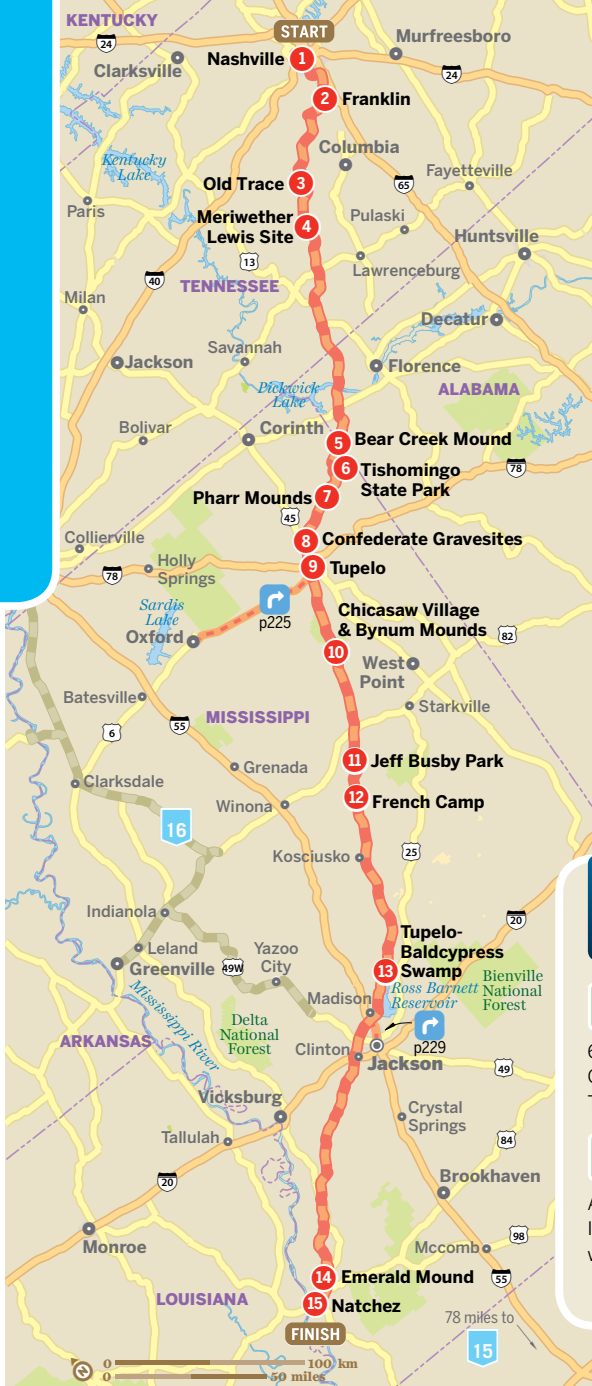 KENTUCKY
START
24
Murfreesboro
Nashville 1
Clarksville
24
2 Franklin
Columbia
Kentucky
Lake
Old Trace 3
65
Fayetteville
Paris
Meriwether
Lewis Site
4
Pulaski
Huntsville
13
Lawrenceburg
40
TENNESSEE
Milan
Decatur
Savannah
Jackson
Florence
Pickwick
Lake
ALABAMA
Bolivar
Corinth
5 Bear Creek Mound
6 Tishomingo
State Park
78
Pharr Mounds 7
45
Collierville
8 Confederate Gravesites
Holly
Springs
78
9 Tupelo
Sardis
Lake
p225
Oxford
Chicasaw Village
& Bynum Mounds
82
10
West
Point
Batesville
Starkville
MISSISSIPPI
55
6
11 Jeff Busby Park
Grenada
Clarksdale
12 French Camp
Winona
16
Kosciusko
25
Indianola
20
Leland
Greenville
49W
Yazoo
City
Tupelo-
Baldcypress
Swamp
13
Bienville
National
Forest
Ross Barnett
Reservoir
Mississippi River
Madison
Delta
National
Forest
p229
ARKANSAS
Clinton
Jackson
49
Vicksburg
Crystal
Springs
Tallulah
84
20
Brookhaven
Monroe
98
Mccomb
55
14 Emerald Mound
LOUISIANA
15 Natchez
78 miles to
15
FINISH
0 100 km
0 50 miles
6
T
A
v